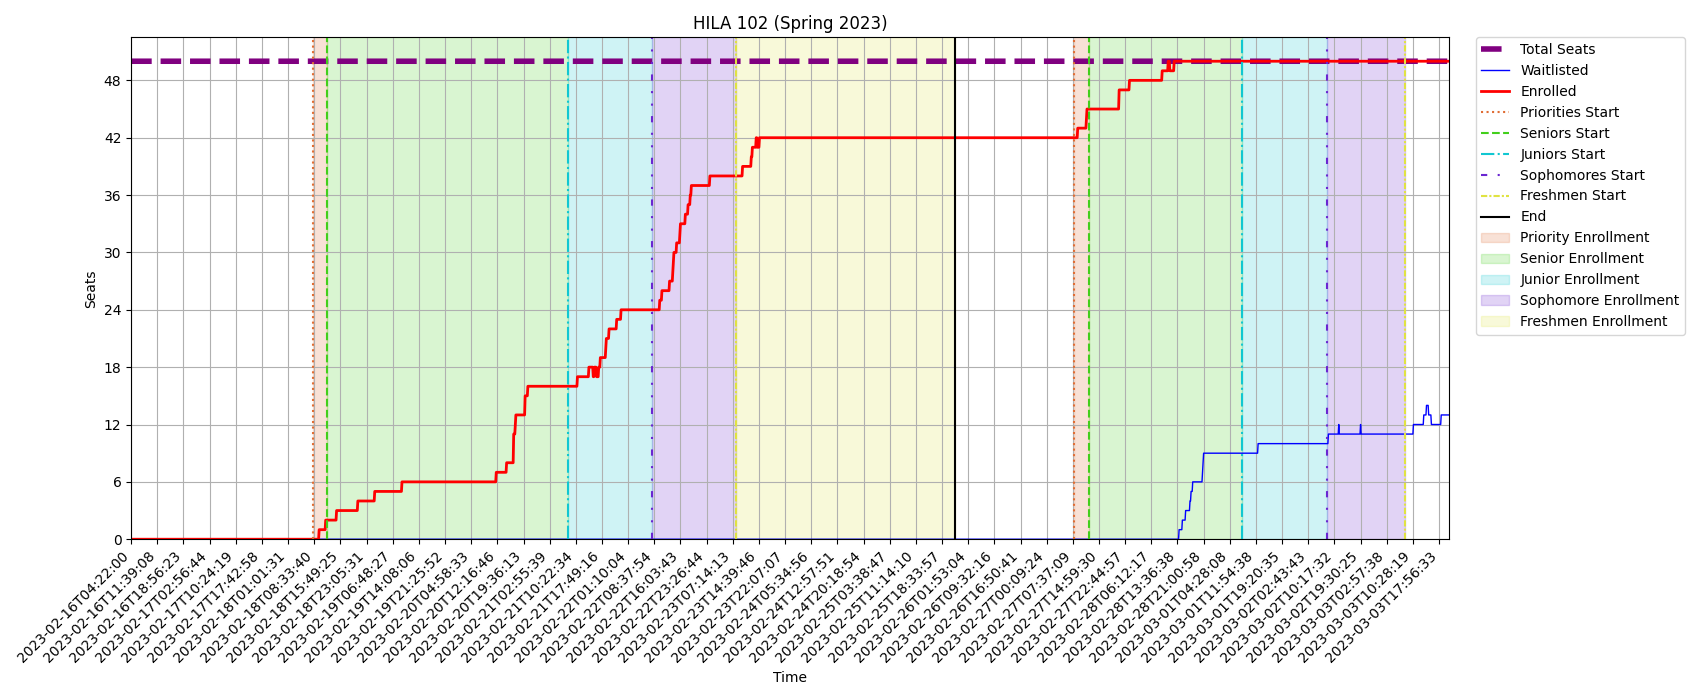 HILA 102 (Spring 2023)
Total Seats
Waitlisted
Enrolled
Priorities Start
Seniors Start
Juniors Start
Sophomores Start
Freshmen Start
End
Priority Enrollment
Senior Enrollment
Junior Enrollment
Sophomore Enrollment
Freshmen Enrollment
Seats
48
42
36
30
24
18
12
6
0
2023-02-16T04:22:00
2023-02-16T11:39:08
2023-02-16T18:56:23
2023-02-17T02:56:44
2023-02-17T10:24:19
2023-02-17T17:42:58
2023-02-18T01:01:31
2023-02-18T08:33:40
2023-02-18T15:49:25
2023-02-18T23:05:31
2023-02-19T06:48:27
2023-02-19T14:08:06
2023-02-19T21:25:52
2023-02-20T04:58:33
2023-02-20T12:16:46
2023-02-20T19:36:13
2023-02-21T02:55:39
2023-02-21T10:22:34
2023-02-21T17:49:16
2023-02-22T01:10:04
2023-02-22T08:37:54
2023-02-22T16:03:43
2023-02-22T23:26:44
2023-02-23T07:14:13
2023-02-23T14:39:46
2023-02-23T22:07:07
2023-02-24T05:34:56
2023-02-24T12:57:51
2023-02-24T20:18:54
2023-02-25T03:38:47
2023-02-25T11:14:10
2023-02-25T18:33:57
2023-02-26T01:53:04
2023-02-26T09:32:16
2023-02-26T16:50:41
2023-02-27T00:09:24
2023-02-27T07:37:09
2023-02-27T14:59:30
2023-02-27T22:44:57
2023-02-28T06:12:17
2023-02-28T13:36:38
2023-02-28T21:00:58
2023-03-01T04:28:08
2023-03-01T11:54:38
2023-03-01T19:20:35
2023-03-02T02:43:43
2023-03-02T10:17:32
2023-03-02T19:30:25
2023-03-03T02:57:38
2023-03-03T10:28:19
2023-03-03T17:56:33
Time